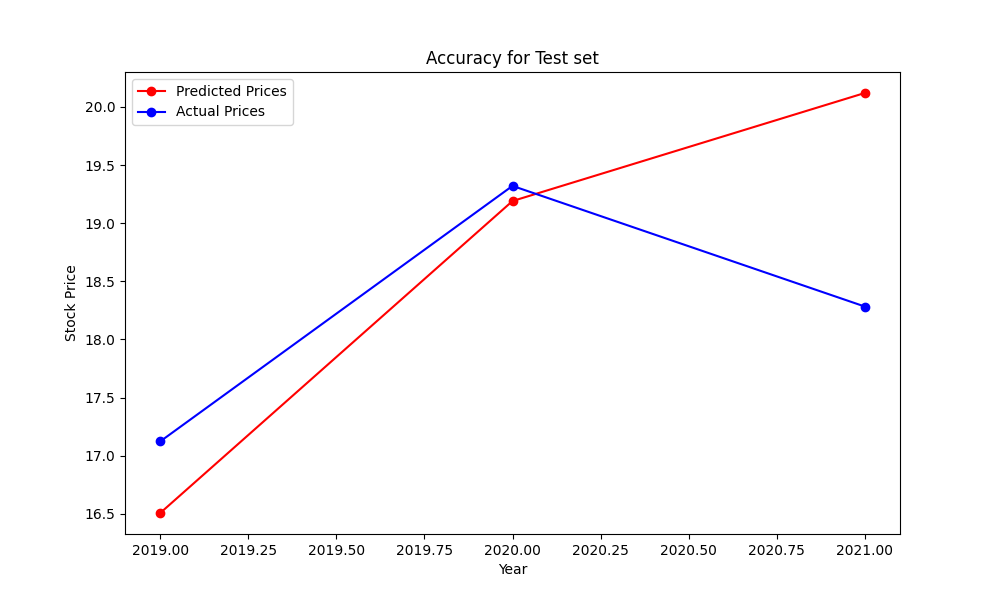 Accuracy for Test set
Predicted Prices
Actual Prices
20.0
19.5
19.0
18.5
18.0
17.5
17.0
16.5
Stock Price
2019.00 2019.25 2019.50 2019.75 2020.00 2020.25 2020.50 2020.75 2021.00
Year